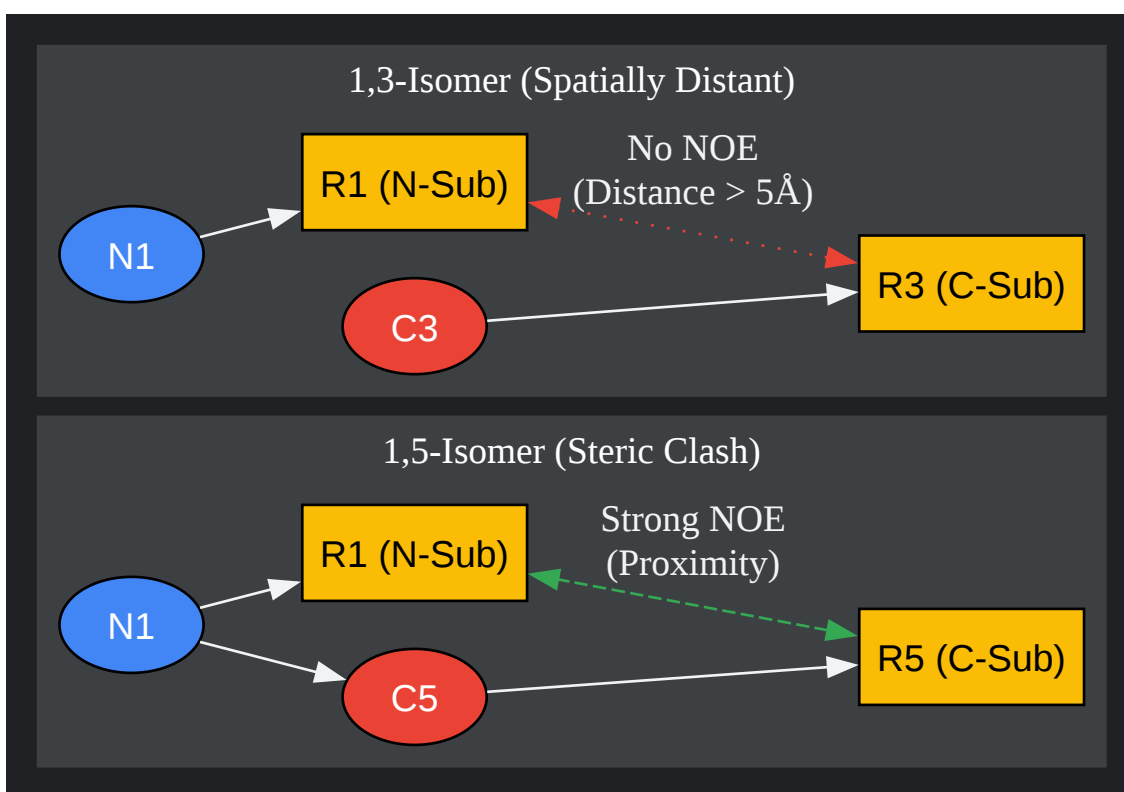 1,3-Isomer (Spatially Distant)
No NOE
(Distance > 5Å)
R1 (N-Sub)
N1
R3 (C-Sub)
C3
1,5-Isomer (Steric Clash)
Strong NOE
(Proximity)
R1 (N-Sub)
N1
R5 (C-Sub)
C5